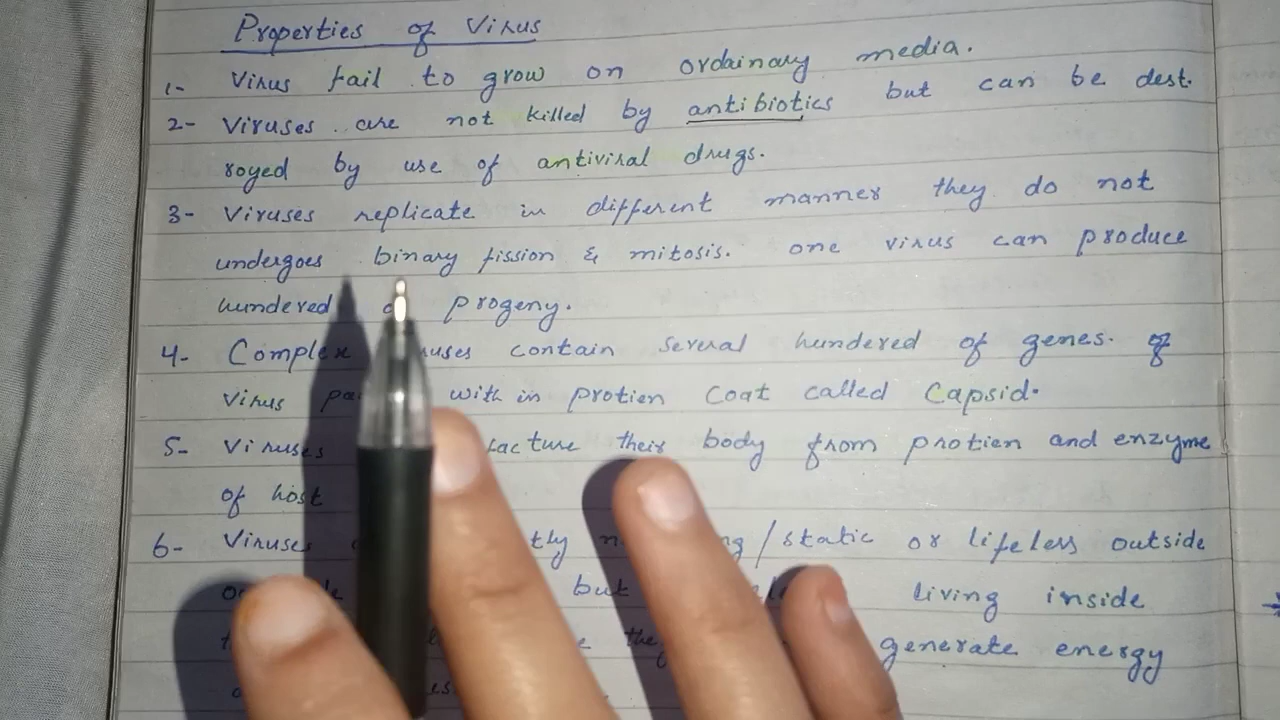 Properties of Virus
1- Virus fail to grow on ordainary media.
2- Viruses are not killed by antibiotics but can be dest.
royed by use of antiviral drugs.
3- Viruses replicate in different manner they do not
undergoes binary fission & mitosis. one virus can produce
hundered progeny.
4- Complex contain several hundered of genes. of
virus with in protien coat called Capsid.
5- Viruses their body from protien and enzyme
of host
6- Viruses /static or lifeless outside
but living inside
generate energy